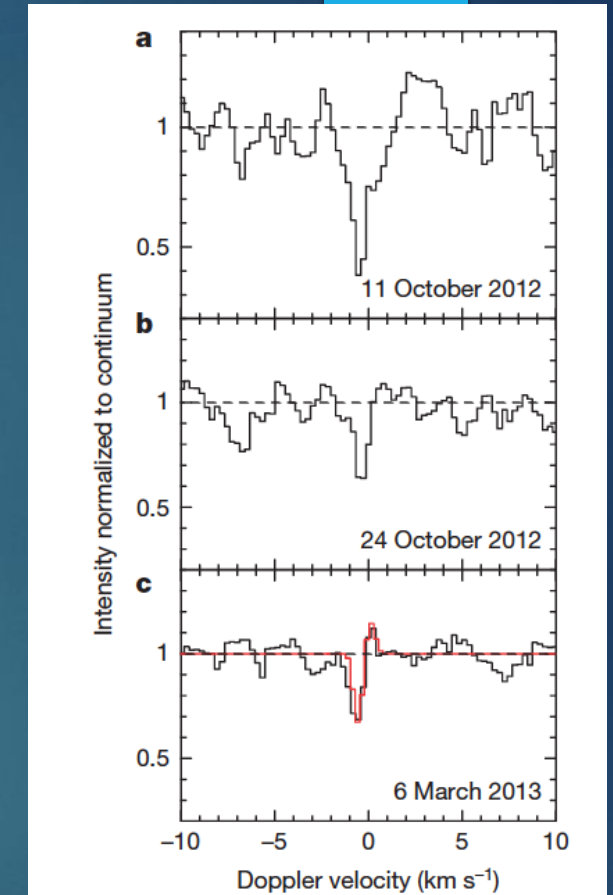 a
1
0.5
11 October 2012
b
1
0.5
24 October 2012
c
1
0.5
6 March 2013
Intensity normalized to continuum
–10 –5 0 5 10
Doppler velocity (km s⁻¹)